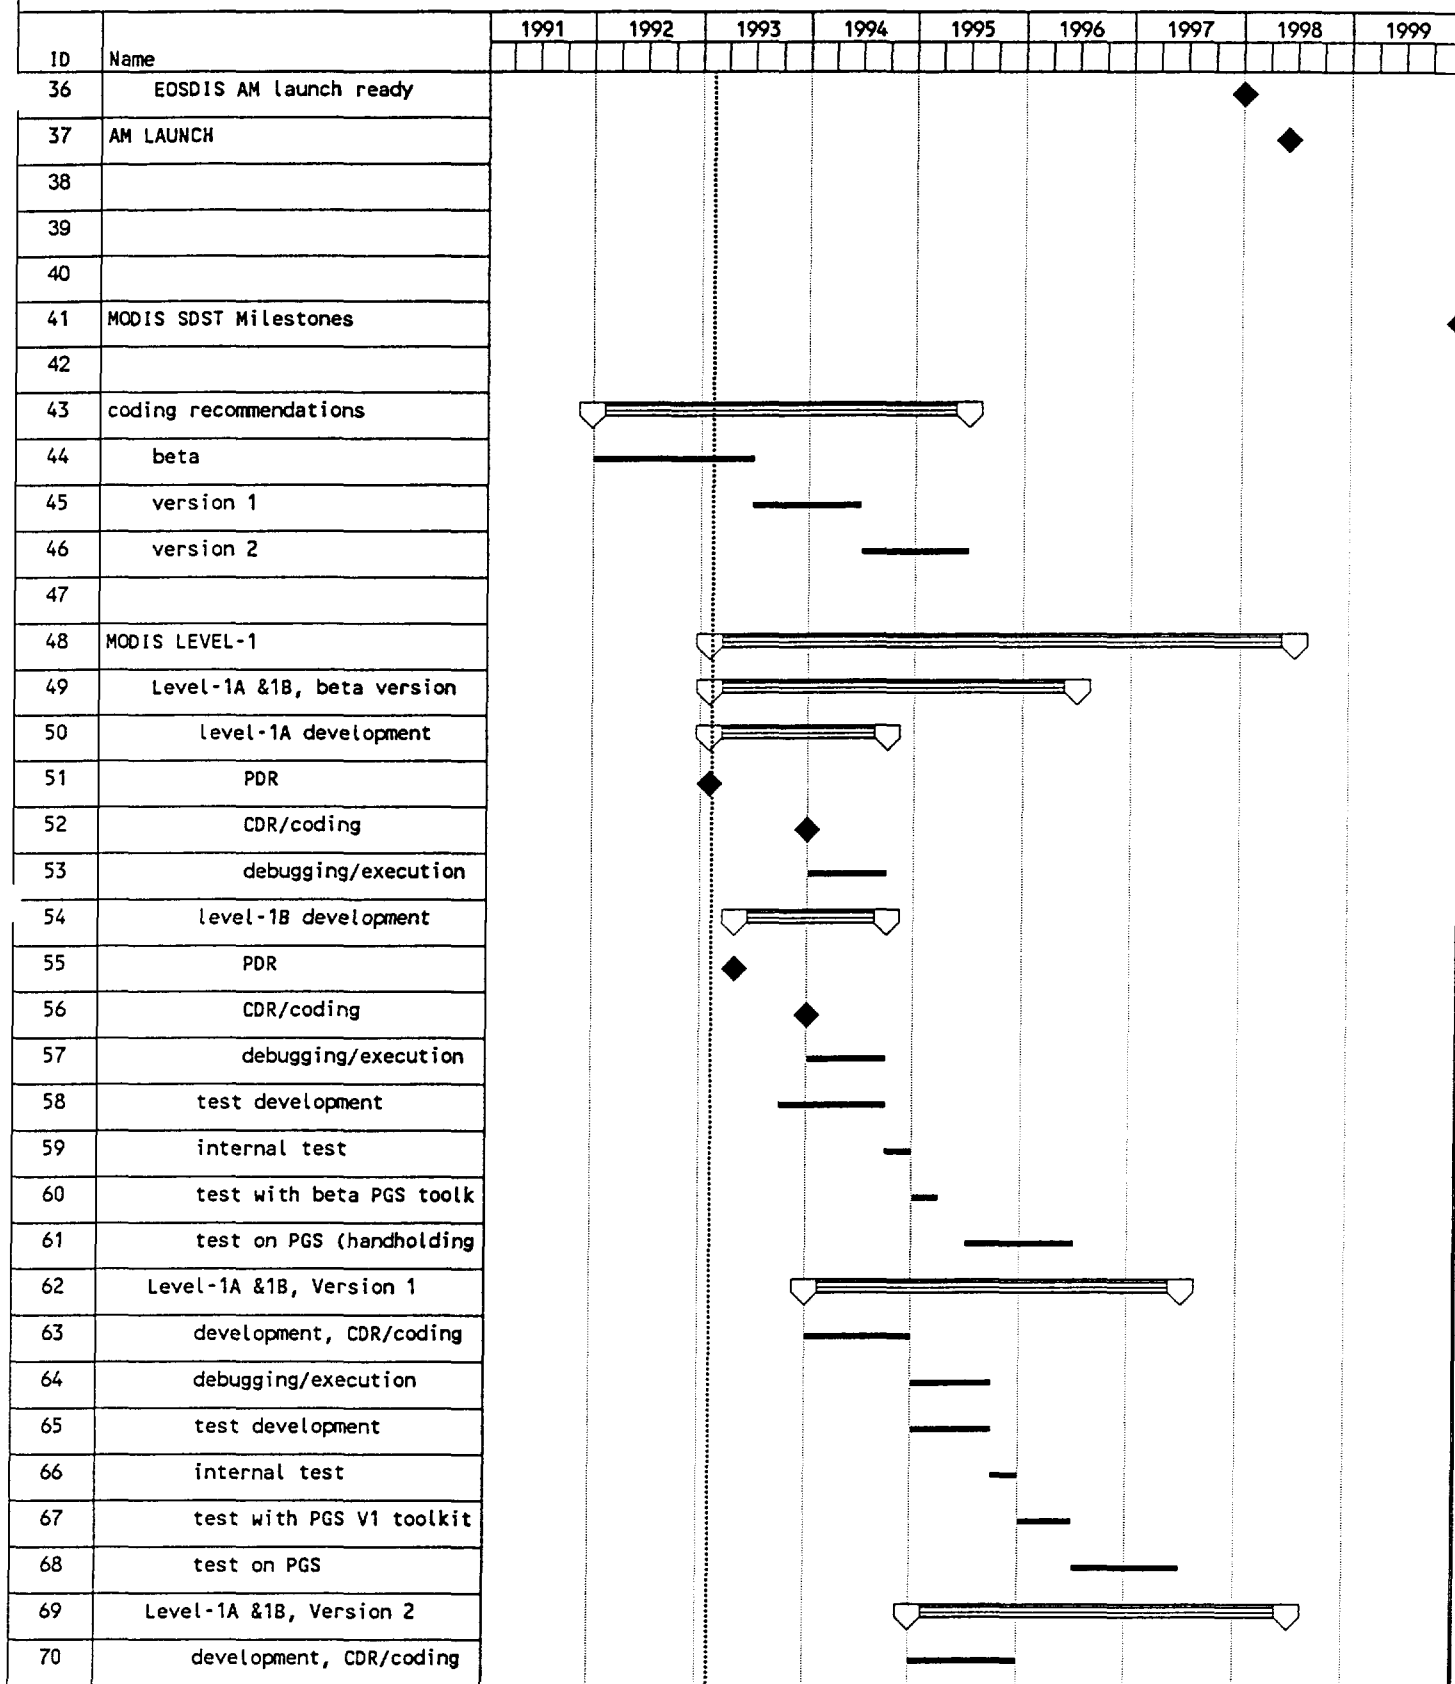 1991 1992 1993 1994 1995 1996 1997 1998 1999
ID Name
36 EOSDIS AM launch ready
37 AM LAUNCH
38
39
40
41 MODIS SDST Milestones
42
43 coding recommendations
44 beta
45 version 1
46 version 2
47
48 MODIS LEVEL-1
49 Level-1A &1B, beta version
50 level-1A development
51 PDR
52 CDR/coding
53 debugging/execution
54 level-1B development
55 PDR
56 CDR/coding
57 debugging/execution
58 test development
59 internal test
60 test with beta PGS toolk
61 test on PGS (handholding
62 Level-1A &1B, Version 1
63 development, CDR/coding
64 debugging/execution
65 test development
66 internal test
67 test with PGS V1 toolkit
68 test on PGS
69 Level-1A &1B, Version 2
70 development, CDR/coding